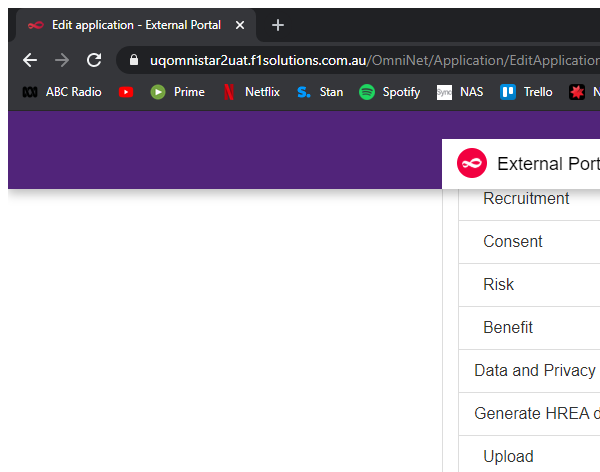 Edit application - External Portal
uqomnistar2uat.f1solutions.com.au/OmniNet/Application/EditApplication
ABC Radio Prime Netflix Stan Spotify Syno NAS Trello N
External Port
Recruitment
Consent
Risk
Benefit
Data and Privacy
Generate HREA d
Upload